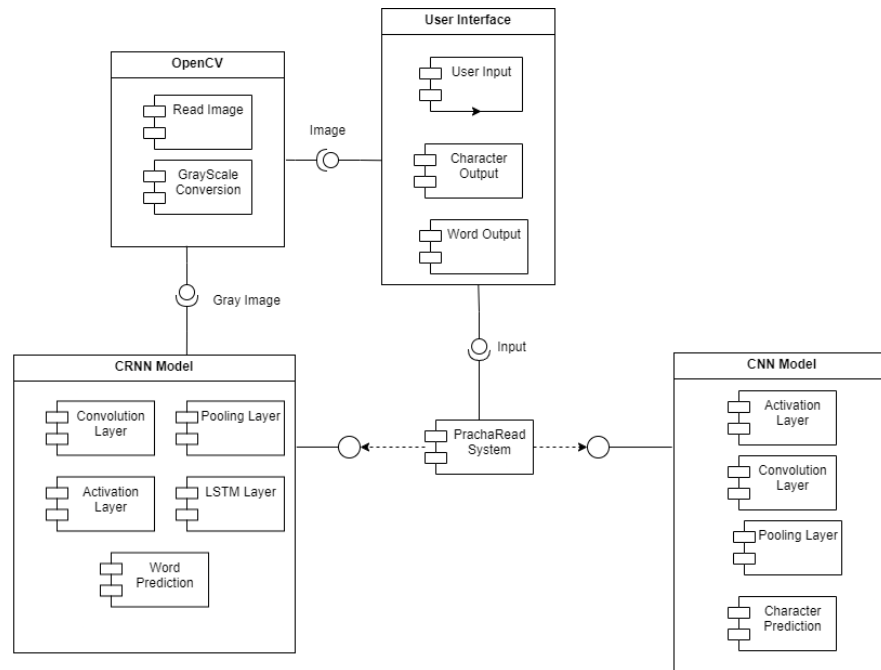 User Interface
User Input
Character
Output
Word Output
OpenCV
Read Image
GrayScale
Conversion
Image
Gray Image
Input
CRNN Model
Convolution
Layer
Pooling Layer
Activation
Layer
LSTM Layer
Word
Prediction
PrachaRead
System
CNN Model
Activation
Layer
Convolution
Layer
Pooling Layer
Character
Prediction